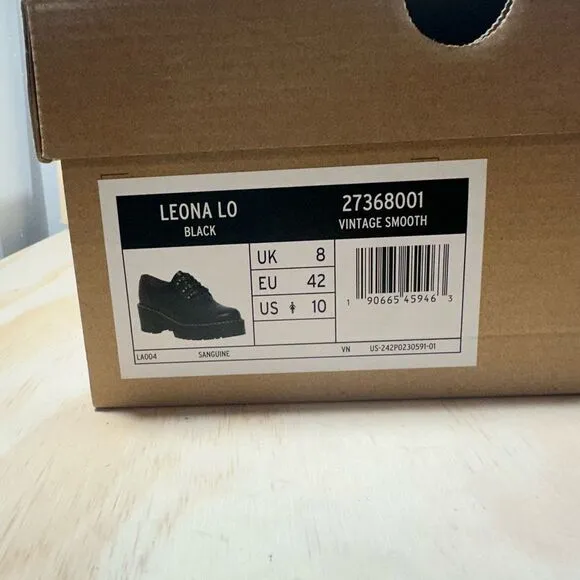 LEONA LO
BLACK
27368001
VINTAGE SMOOTH
UK 8
EU 42
US 10
1 90665 45946 3
LA004 SANGUINE VN US-242P0230591-01